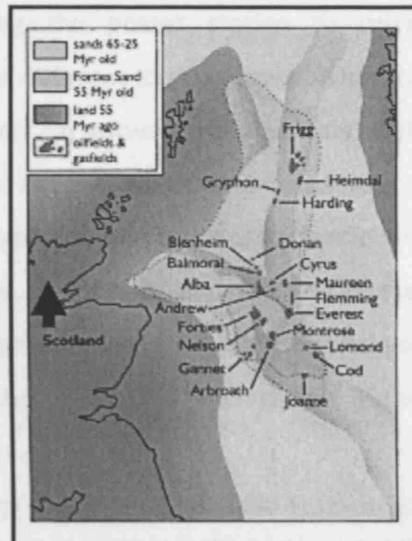 sands 65-25
Myr old
Forties Sand
55 Myr old
land 55
Myr ago
oilfields &
gasfields
Frigg
Heimdal
Gryphon
Harding
Blenheim
Donan
Balmoral
Cyrus
Alba
Maureen
Flemming
Andrew
Everest
Forties
Montrose
Scotland
Nelson
Lomond
Gannet
Cod
Arbroath
Joanne